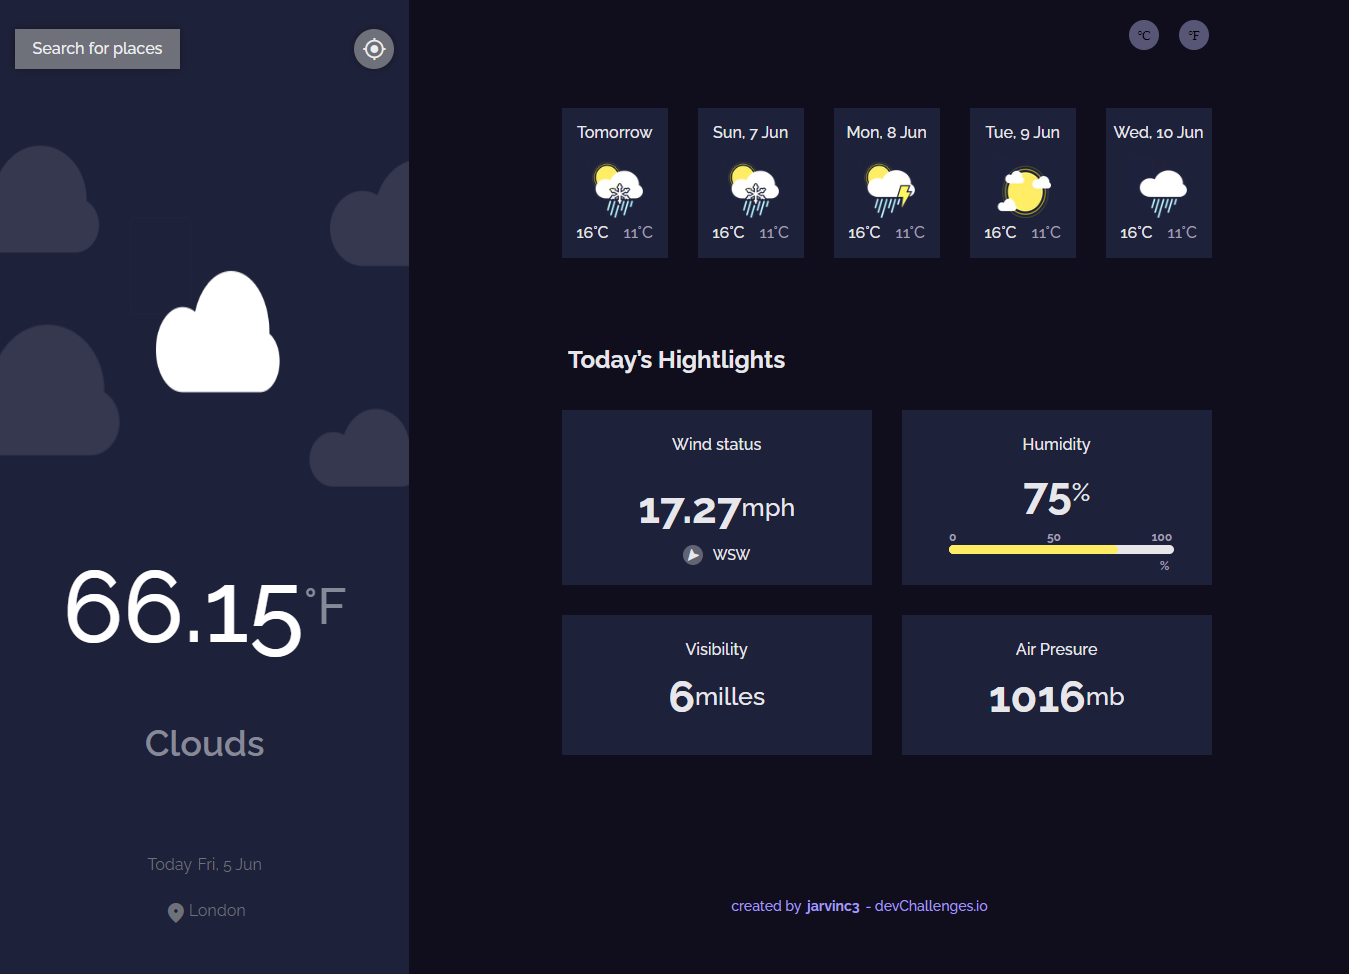 Search for places
°C °F
Tomorrow
16°C 11°C
Sun, 7 Jun
16°C 11°C
Mon, 8 Jun
16°C 11°C
Tue, 9 Jun
16°C 11°C
Wed, 10 Jun
16°C 11°C
66.15°F
Clouds
Today Fri, 5 Jun
London
Today's Hightlights
Wind status
17.27mph
WSW
Humidity
75%
0 50 100
%
Visibility
6milles
Air Presure
1016mb
created by jarvinc3 - devChallenges.io